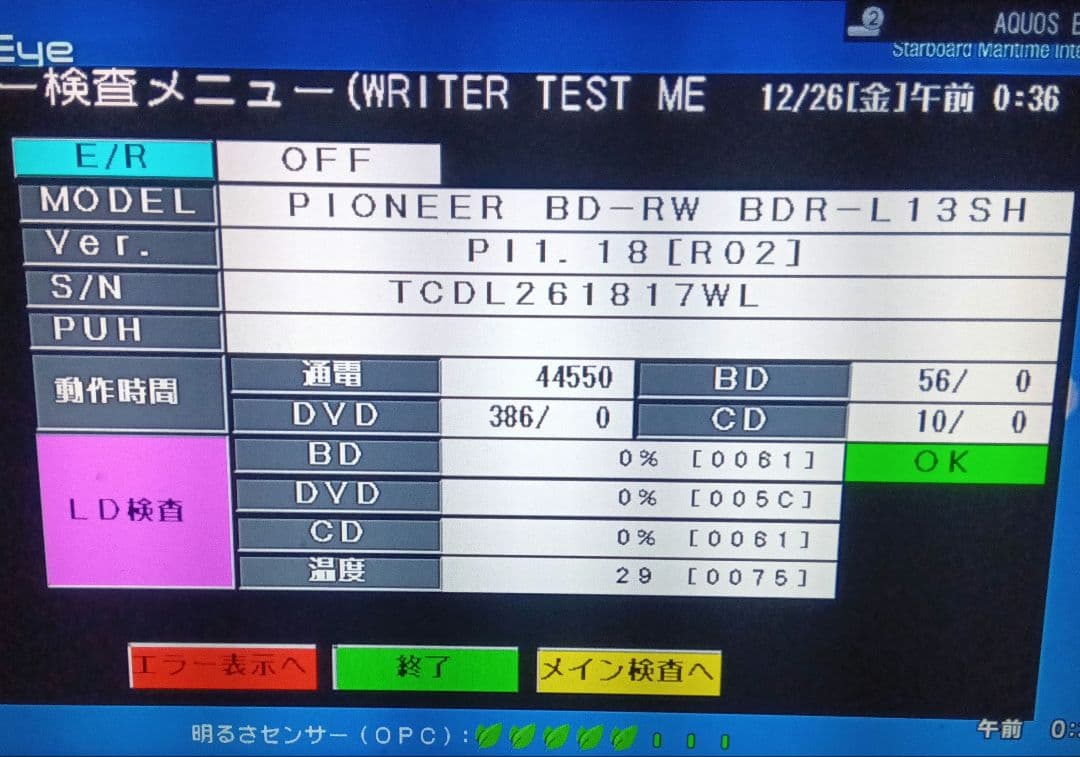 2 AQUOS
Eye
Starboard Maritime Inte
ー検査メニュー(WRITER TEST ME 12/26[金]午前 0:36
E/R OFF
MODEL PIONEER BD-RW BDR-L13SH
Ver. PI1.18[R02]
S/N TCDL261817WL
PUH
動作時間 通電 44550 BD 56/ 0
DVD 386/ 0 CD 10/ 0
LD検査 BD 0% [0061] OK
DVD 0% [005C]
CD 0% [0061]
温度 29 [0075]
エラー表示へ 終了 メイン検査へ
明るさセンサー(OPC): 午前 0: